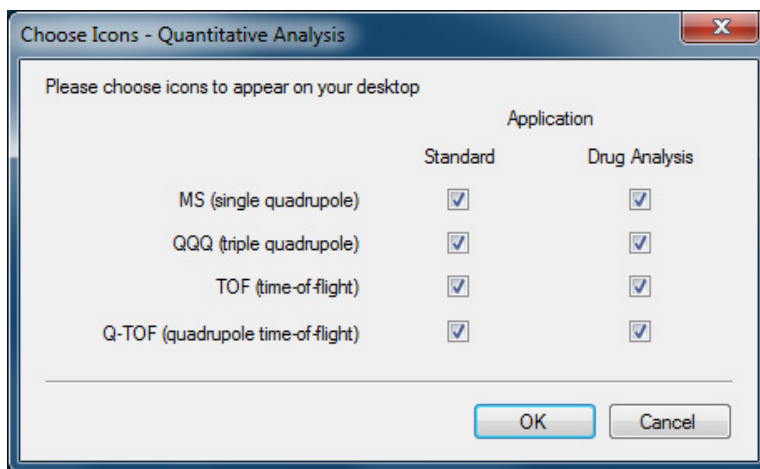 Choose Icons - Quantitative Analysis
Please choose icons to appear on your desktop
Application
Standard Drug Analysis
MS (single quadrupole)
QQQ (triple quadrupole)
TOF (time-of-flight)
Q-TOF (quadrupole time-of-flight)
OK Cancel